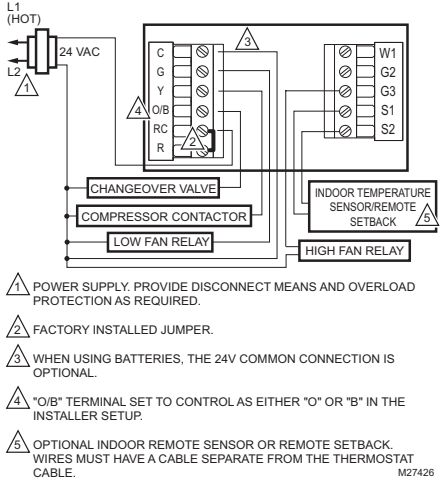 L1
(HOT)
24 VAC
L2
1
C
G
Y
O/B
RC
R
4
2
3
W1
G2
G3
S1
S2
CHANGEOVER VALVE
COMPRESSOR CONTACTOR
LOW FAN RELAY
INDOOR TEMPERATURE
SENSOR/REMOTE
SETBACK
5
HIGH FAN RELAY
1 POWER SUPPLY. PROVIDE DISCONNECT MEANS AND OVERLOAD
PROTECTION AS REQUIRED.
2 FACTORY INSTALLED JUMPER.
3 WHEN USING BATTERIES, THE 24V COMMON CONNECTION IS
OPTIONAL.
4 "O/B" TERMINAL SET TO CONTROL AS EITHER "O" OR "B" IN THE
INSTALLER SETUP.
5 OPTIONAL INDOOR REMOTE SENSOR OR REMOTE SETBACK.
WIRES MUST HAVE A CABLE SEPARATE FROM THE THERMOSTAT
CABLE.
M27426